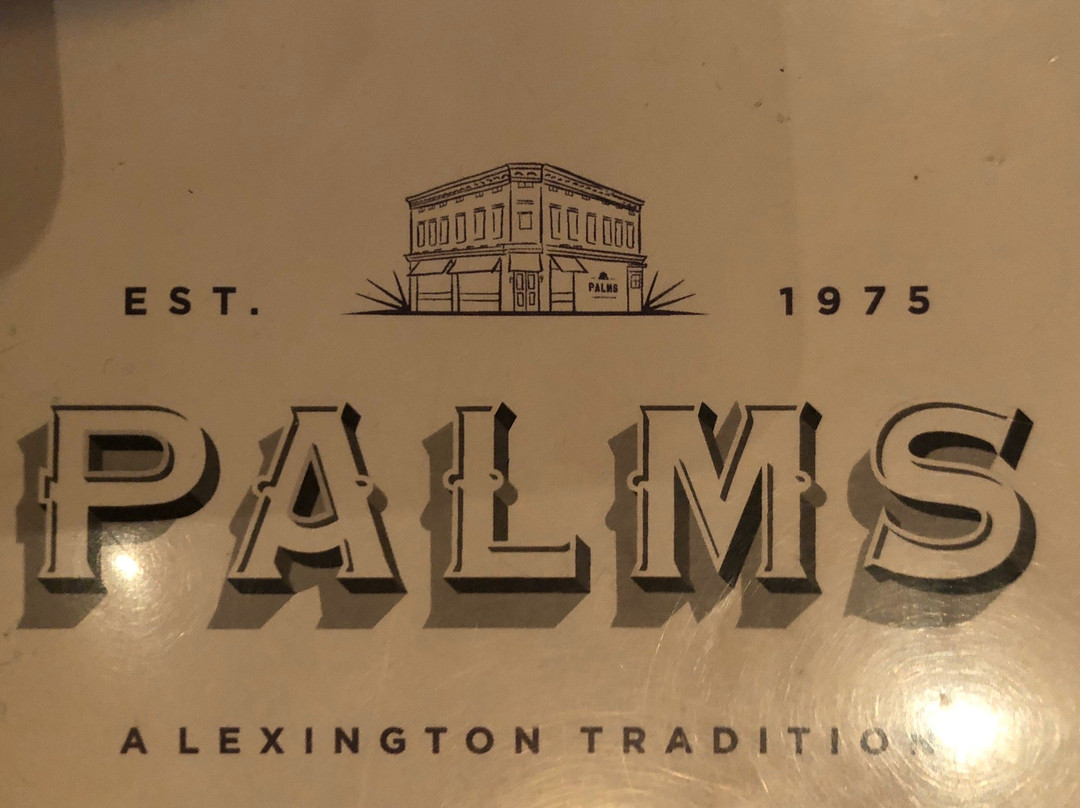 PALMS
EST. 1975
PALMS
A LEXINGTON TRADITION